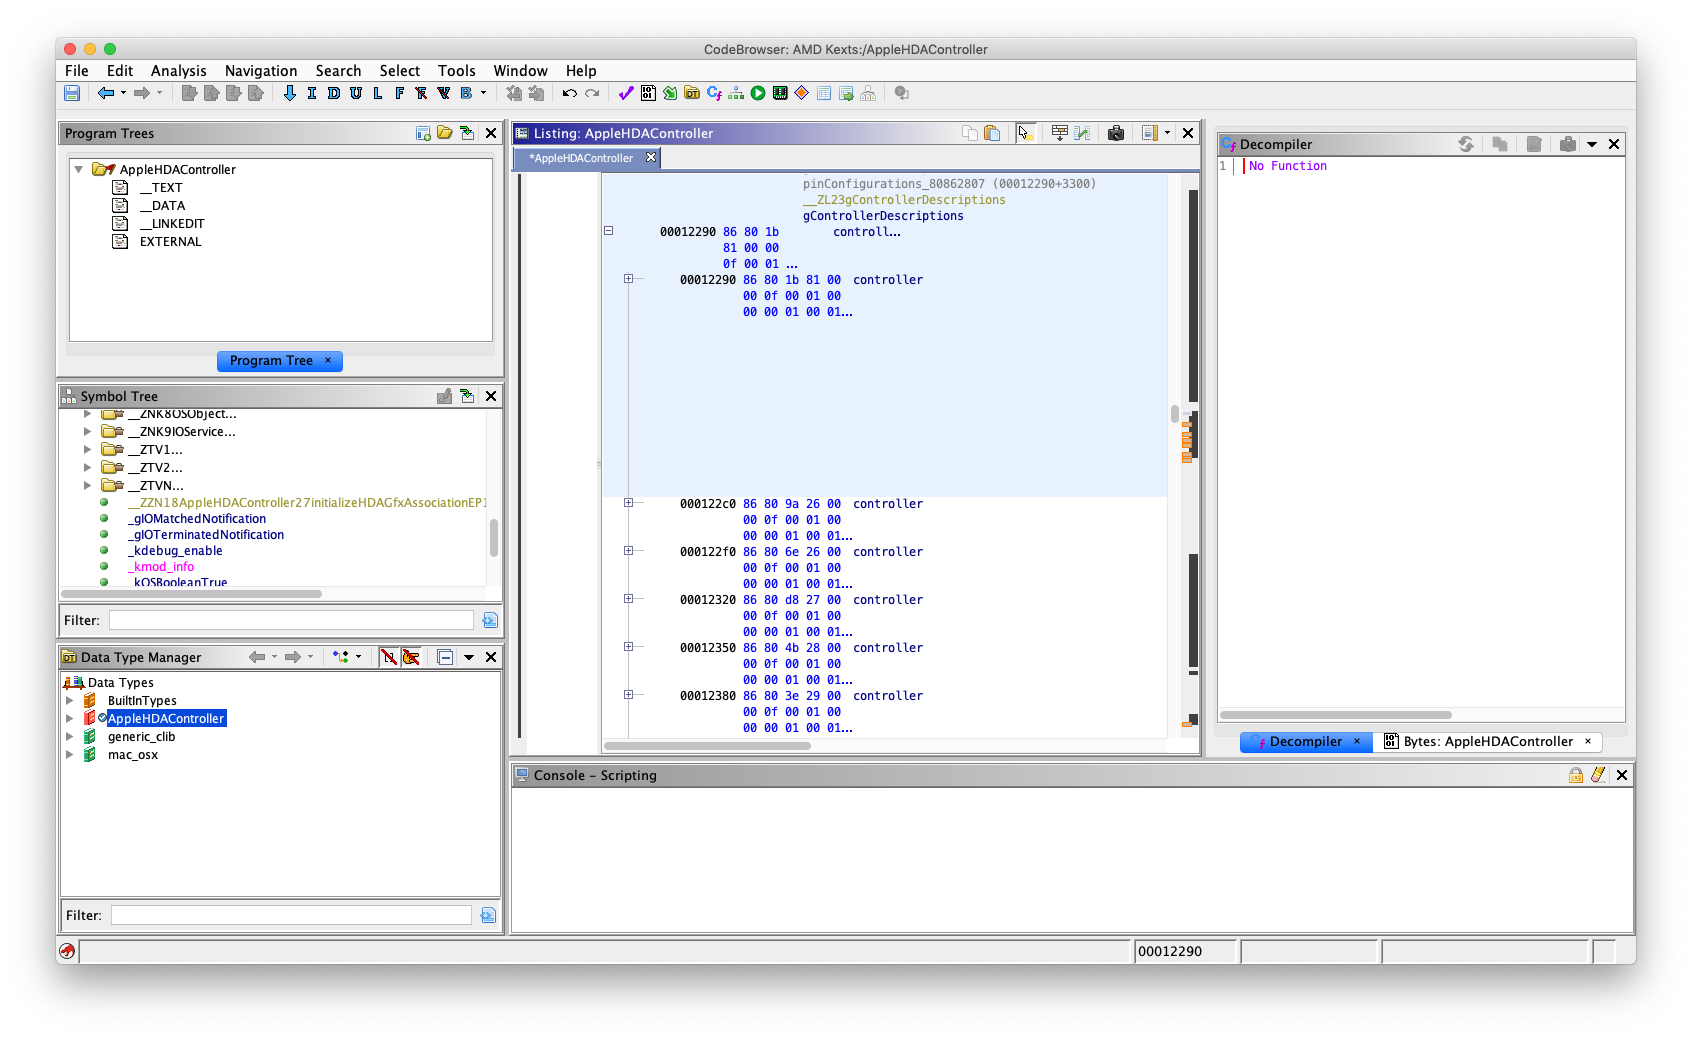 CodeBrowser: AMD Kexts:/AppleHDAController
File Edit Analysis Navigation Search Select Tools Window Help
I D U L F F V B
Program Trees
AppleHDAController
__TEXT
__DATA
__LINKEDIT
EXTERNAL
Program Tree ×
Symbol Tree
__ZNK8OSObject...
__ZNK9IOService...
__ZTV1...
__ZTV2...
__ZTVN...
__ZZN18AppleHDAController27initializeHDAGfxAssociationEP1
_gIOMatchedNotification
_gIOTerminatedNotification
_kdebug_enable
_kmod_info
_kOSBooleanTrue
Filter:
Data Type Manager
Data Types
BuiltInTypes
AppleHDAController
generic_clib
mac_osx
Filter:
Listing: AppleHDAController
*AppleHDAController
pinConfigurations_80862807 (00012290+3300)
__ZL23gControllerDescriptions
gControllerDescriptions
00012290 86 80 1b controll...
81 00 00
0f 00 01 ...
00012290 86 80 1b 81 00 controller
00 0f 00 01 00
00 00 01 00 01...
000122c0 86 80 9a 26 00 controller
00 0f 00 01 00
00 00 01 00 01...
000122f0 86 80 6e 26 00 controller
00 0f 00 01 00
00 00 01 00 01...
00012320 86 80 d8 27 00 controller
00 0f 00 01 00
00 00 01 00 01...
00012350 86 80 4b 28 00 controller
00 0f 00 01 00
00 00 01 00 01...
00012380 86 80 3e 29 00 controller
00 0f 00 01 00
00 00 01 00 01...
Decompiler
1 No Function
Decompiler × Bytes: AppleHDAController ×
Console - Scripting
00012290